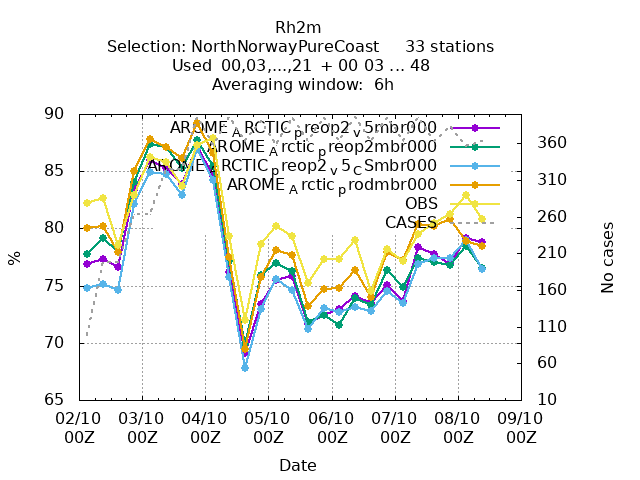 Rh2m
Selection: NorthNorwayPureCoast 33 stations
Used 00,03,...,21 + 00 03 ... 48
Averaging window: 6h
90
85
80
75
70
65
%
AROME_ARCTIC_preop2_v5mbr000
AROME_Arctic_preop2mbr000
AROME_ARCTIC_preop2_v5_CSmbr000
AROME_Arctic_prodmbr000
OBS
CASES
360
310
260
210
160
110
60
10
No cases
02/10 03/10 04/10 05/10 06/10 07/10 08/10 09/10
00Z 00Z 00Z 00Z 00Z 00Z 00Z 00Z
Date